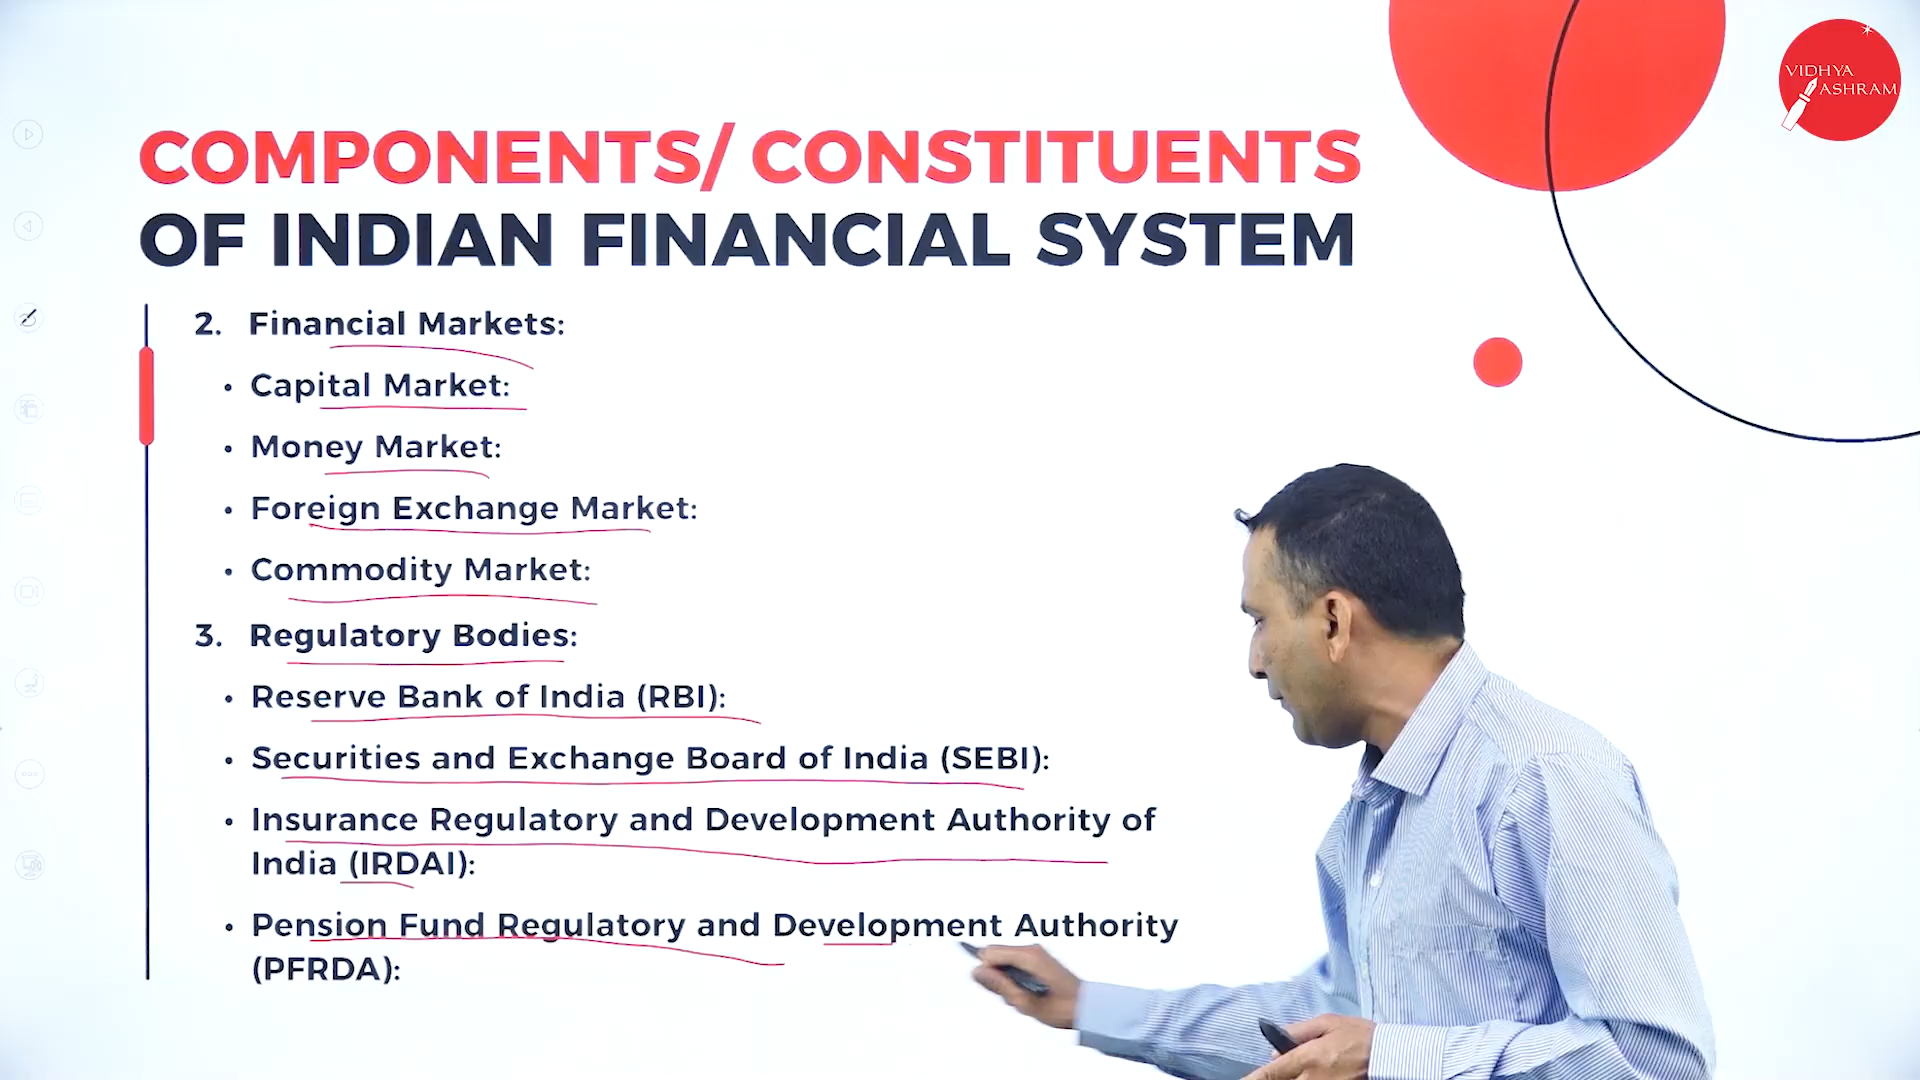 VIDHYA
ASHRAM
COMPONENTS/ CONSTITUENTS
OF INDIAN FINANCIAL SYSTEM
2. Financial Markets:
• Capital Market:
• Money Market:
• Foreign Exchange Market:
• Commodity Market:
3. Regulatory Bodies:
• Reserve Bank of India (RBI):
• Securities and Exchange Board of India (SEBI):
• Insurance Regulatory and Development Authority of
India (IRDAI):
• Pension Fund Regulatory and Development Authority
(PFRDA):